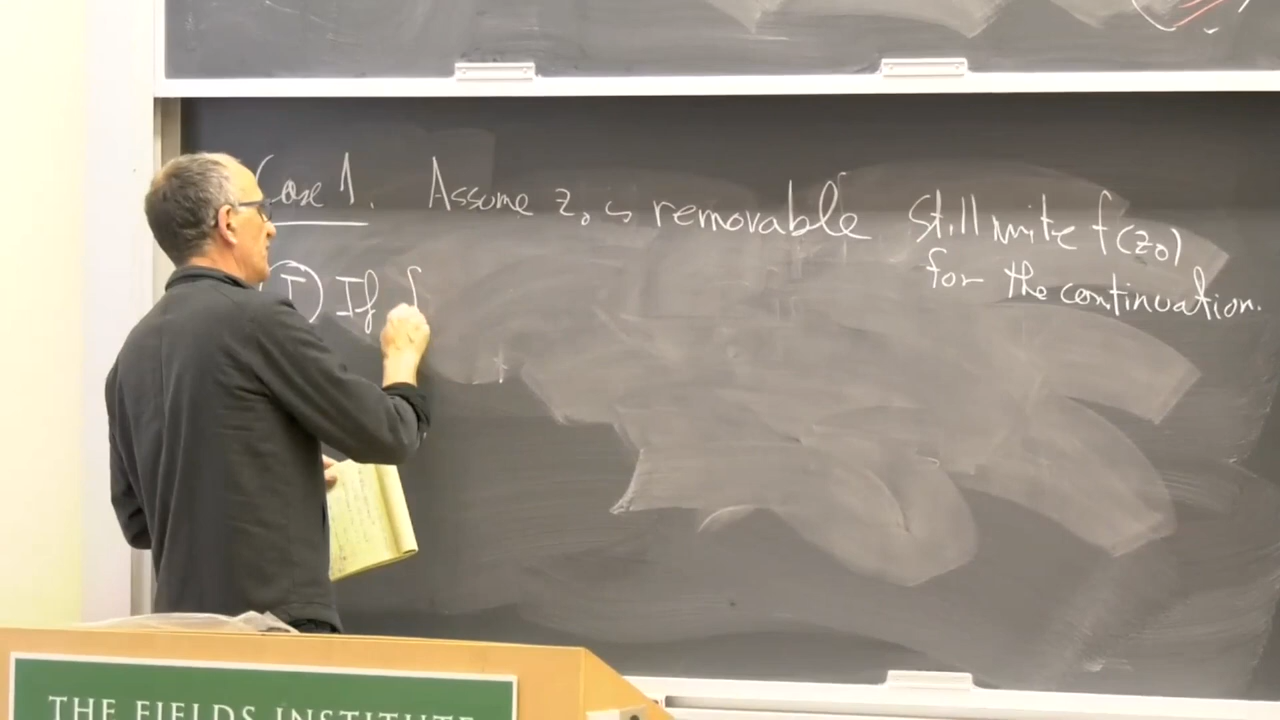 Case 1. Assume z₀ is removable Still write f(z₀)
for the continuation.
(I) If f
THE FIELDS INSTITUTE